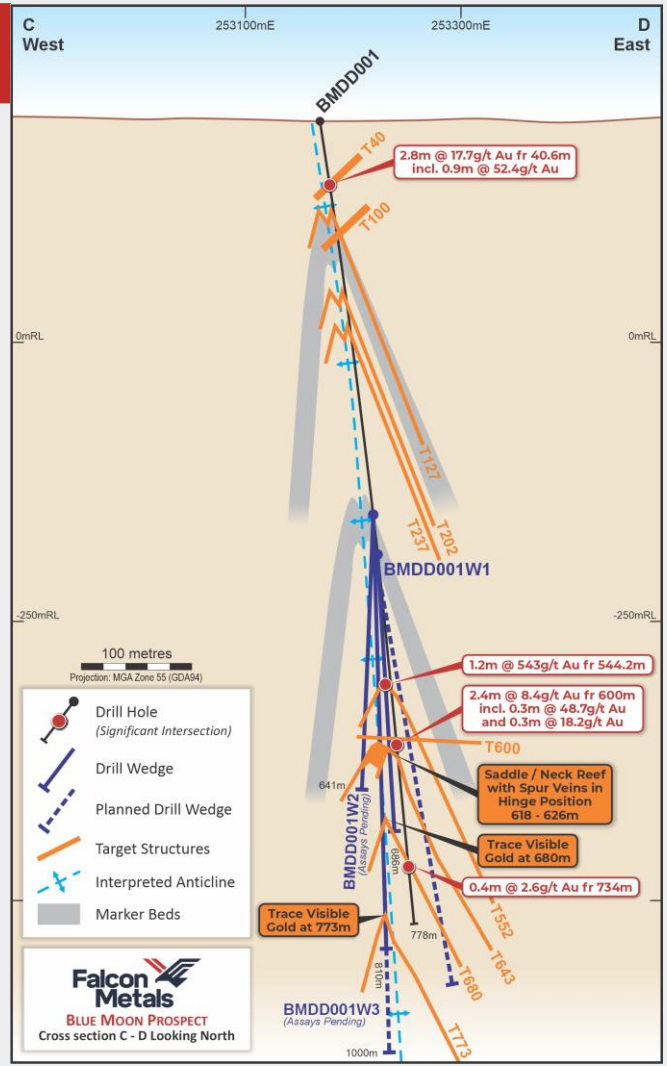 C
West
253100mE
253300mE
D
East
BMDD001
T40
2.8m @ 17.7g/t Au fr 40.6m
incl. 0.9m @ 52.4g/t Au
T100
0mRL
0mRL
T127
T202
T237
BMDD001W1
-250mRL
-250mRL
100 metres
Projection: MGA Zone 55 (GDA94)
1.2m @ 543g/t Au fr 544.2m
2.4m @ 8.4g/t Au fr 600m
incl. 0.3m @ 48.7g/t Au
and 0.3m @ 18.2g/t Au
T600
Saddle / Neck Reef
with Spur Veins in
Hinge Position
618 - 626m
641m
BMDD001W2
(Assays Pending)
686m
Trace Visible
Gold at 680m
0.4m @ 2.6g/t Au fr 734m
T552
Trace Visible
Gold at 773m
778m
T643
T680
810m
BMDD001W3
(Assays Pending)
T773
1000m
Drill Hole
(Significant Intersection)
Drill Wedge
Planned Drill Wedge
Target Structures
Interpreted Anticline
Marker Beds
Falcon
Metals
BLUE MOON PROSPECT
Cross section C - D Looking North